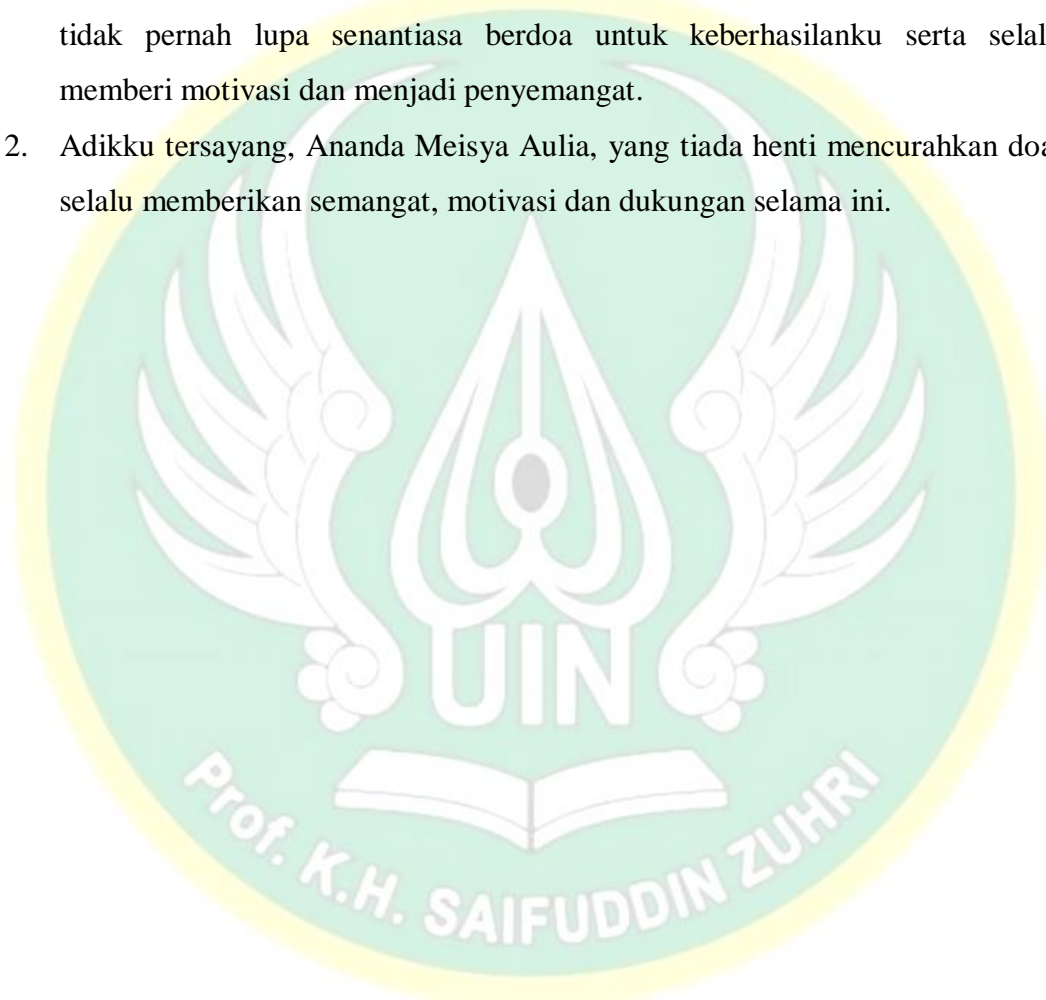 tidak pernah lupa senantiasa berdoa untuk keberhasilanku serta selal
memberi motivasi dan menjadi penyemangat.
2. Adikku tersayang, Ananda Meisya Aulia, yang tiada henti mencurahkan doa
selalu memberikan semangat, motivasi dan dukungan selama ini.
UIN
Prof. K.H. SAIFUDDIN ZUHRI